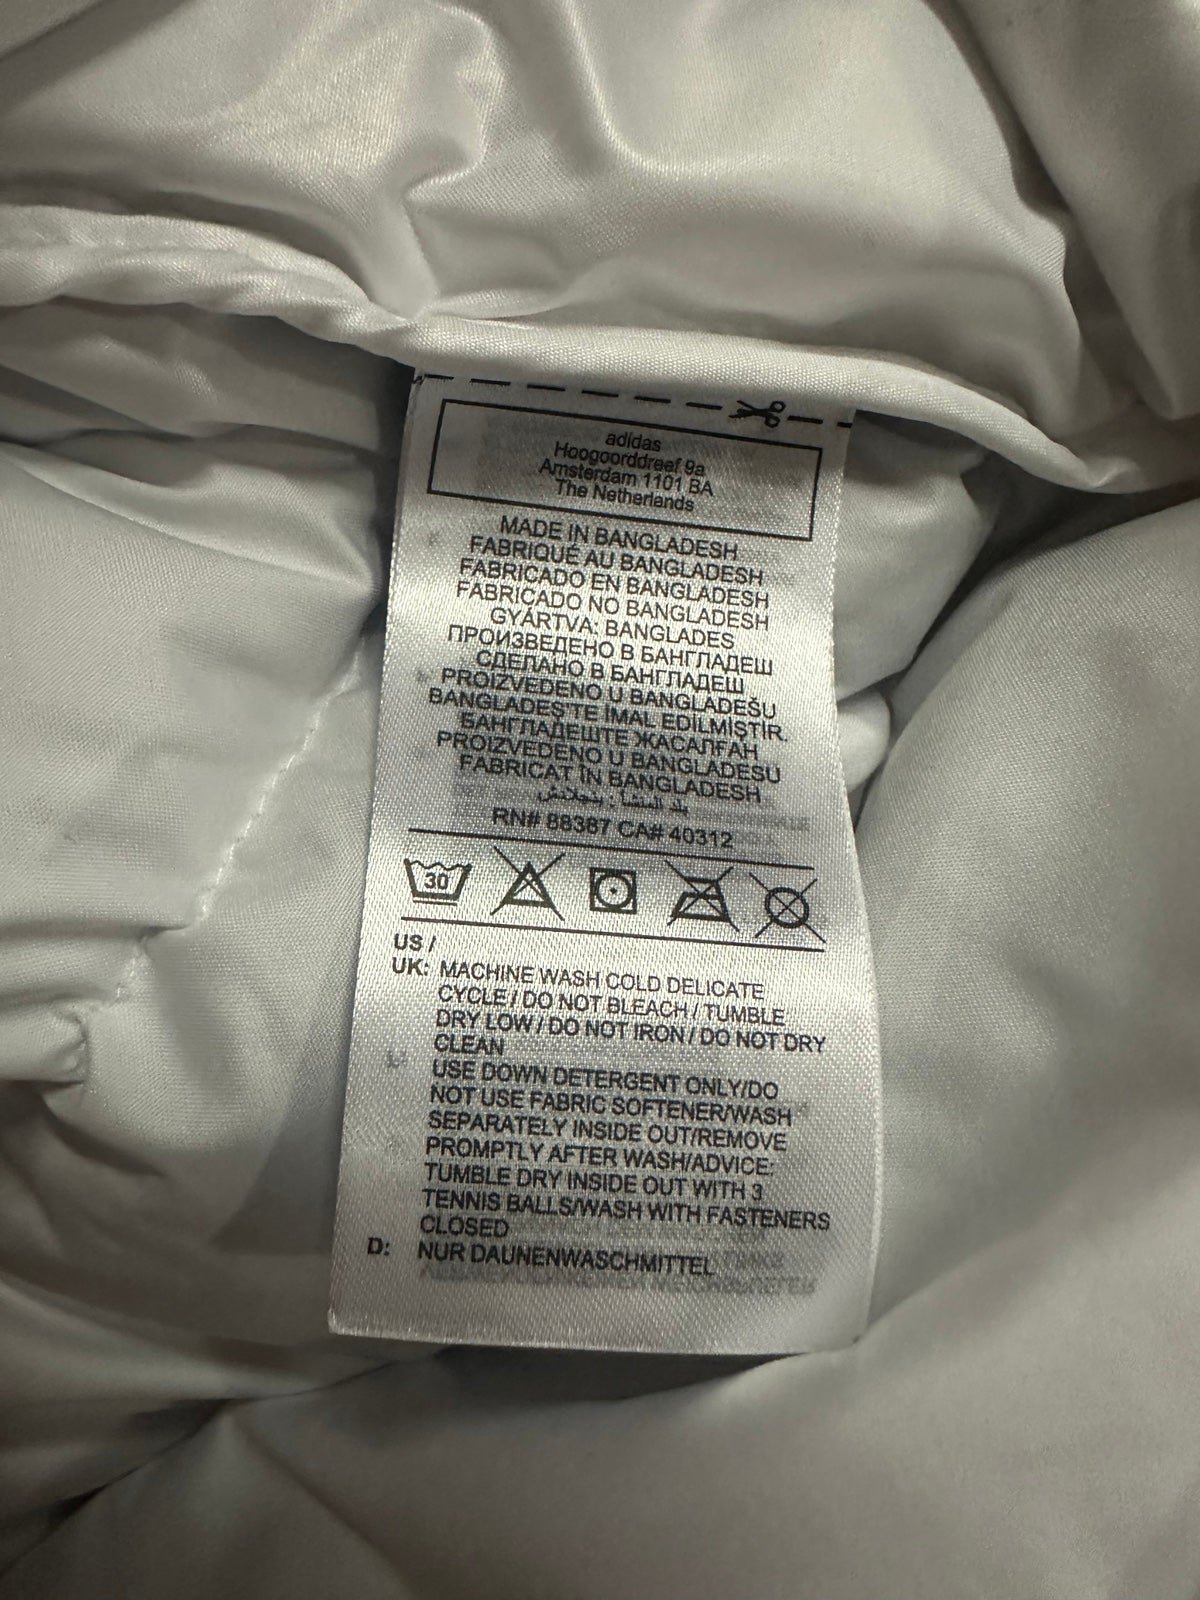 adidas
Hoogoorddreef 9a
Amsterdam 1101 BA
The Netherlands
MADE IN BANGLADESH
FABRIQUÉ AU BANGLADESH
FABRICADO EN BANGLADESH
FABRICADO NO BANGLADESH
GYÁRTVA: BANGLADES
ПРОИЗВЕДЕНО В БАНГЛАДЕШ
СДЕЛАНО В БАНГЛАДЕШ
PROIZVEDENO U BANGLADEŠU
BANGLADEŞ'TE İMAL EDİLMİŞTİR.
БАНГЛАДЕШТЕ ЖАСАЛҒАН
PROIZVEDENO U BANGLADESU
FABRICAT ÎN BANGLADESH
بلد المنشأ : بنجلادش
RN# 88387 CA# 40312
30
US /
UK: MACHINE WASH COLD DELICATE
CYCLE / DO NOT BLEACH / TUMBLE
DRY LOW / DO NOT IRON / DO NOT DRY
CLEAN
USE DOWN DETERGENT ONLY/DO
NOT USE FABRIC SOFTENER/WASH
SEPARATELY INSIDE OUT/REMOVE
PROMPTLY AFTER WASH/ADVICE:
TUMBLE DRY INSIDE OUT WITH 3
TENNIS BALLS/WASH WITH FASTENERS
CLOSED
D: NUR DAUNENWASCHMITTEL